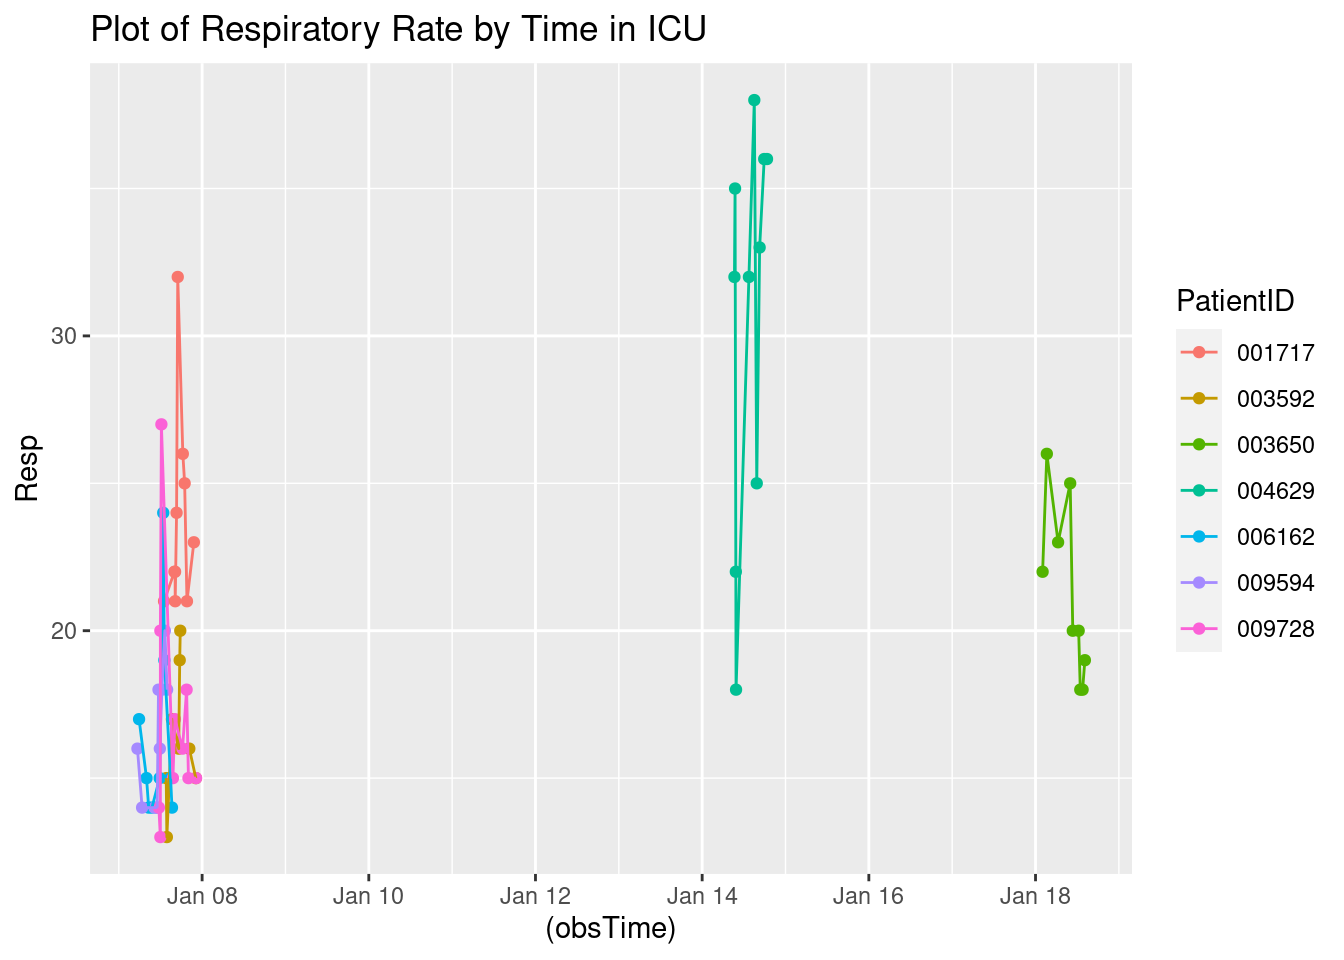 Plot of Respiratory Rate by Time in ICU
Resp
30
20
Jan 08
Jan 10
Jan 12
Jan 14
Jan 16
Jan 18
(obsTime)
PatientID
001717
003592
003650
004629
006162
009594
009728